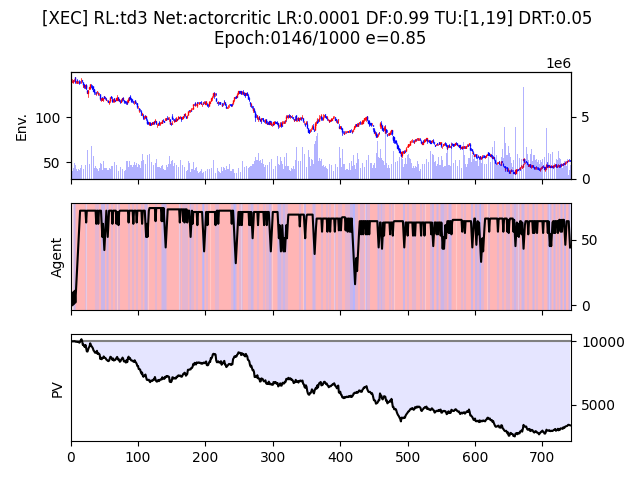 [XEC] RL:td3 Net:actorcritic LR:0.0001 DF:0.99 TU:[1,19] DRT:0.05
Epoch:0146/1000 e=0.85
1e6
Env.
100
50
5
0
Agent
50
0
PV
10000
5000
0 100 200 300 400 500 600 700